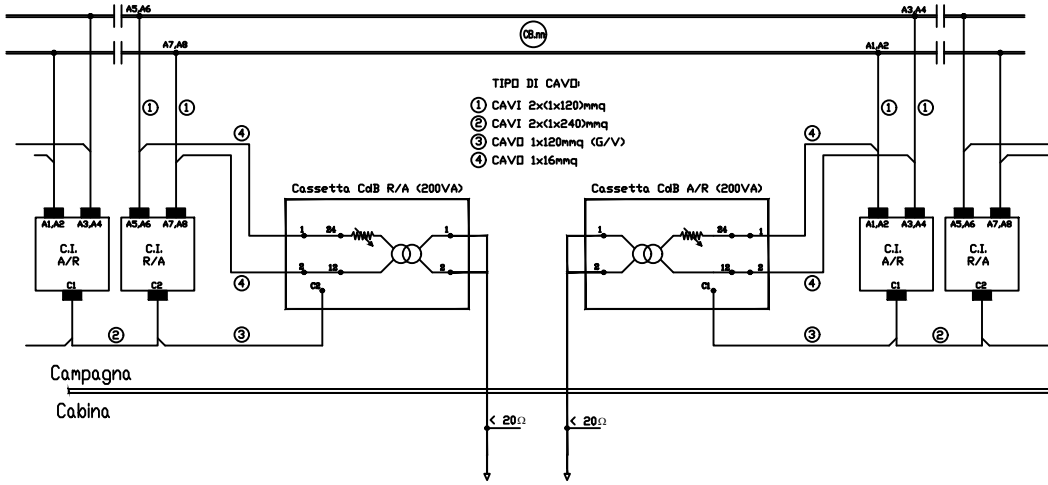 A5,A6
A3,A4
A7,A8
CB.nn
A1,A2
TIPO DI CAVO:
1 CAVI 2x(1x120)mmq
2 CAVI 2x(1x240)mmq
3 CAVO 1x120mmq (G/V)
4 CAVO 1x16mmq
1
1
1
1
4
4
Cassetta CdB R/A (200VA)
Cassetta CdB A/R (200VA)
A1,A2
A3,A4
A5,A6
A7,A8
A1,A2
A3,A4
A5,A6
A7,A8
1
24
1
1
24
1
C.I.
A/R
C.I.
R/A
C.I.
A/R
C.I.
R/A
2
12
2
2
12
2
4
4
C1
C2
C2
C1
C1
C2
2
3
3
2
Campagna
Cabina
< 20Ω
< 20Ω